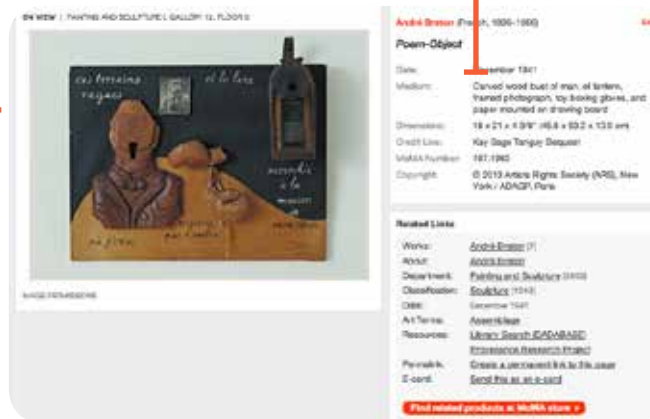 ON VIEW | PAINTING AND SCULPTURE I, GALLERY 12, FLOOR 5
ces terrains
vagues
et la lune
accroché
à la
maison
André Breton (French, 1896-1966)
Poem-Object
Date: December 1941
Medium: Carved wood bust of man, oil lantern,
framed photograph, toy boxing gloves, and
paper mounted on drawing board
Dimensions: 18 x 21 x 4 3/8" (45.8 x 53.2 x 10.9 cm)
Credit Line: Kay Sage Tanguy Bequest
MoMA Number: 197.1963
Copyright: © 2013 Artists Rights Society (ARS), New
York / ADAGP, Paris
Related Links
Works: André Breton
About: André Breton
Department: Painting and Sculpture
Classification: Sculpture
Date: December 1941
Art Terms: Assemblage
Resources: Library Search (DADABASE)
Provenance Research Project
Permalink: Create a permanent link to this page
E-card: Send this as an e-card
Find related products at MoMA store